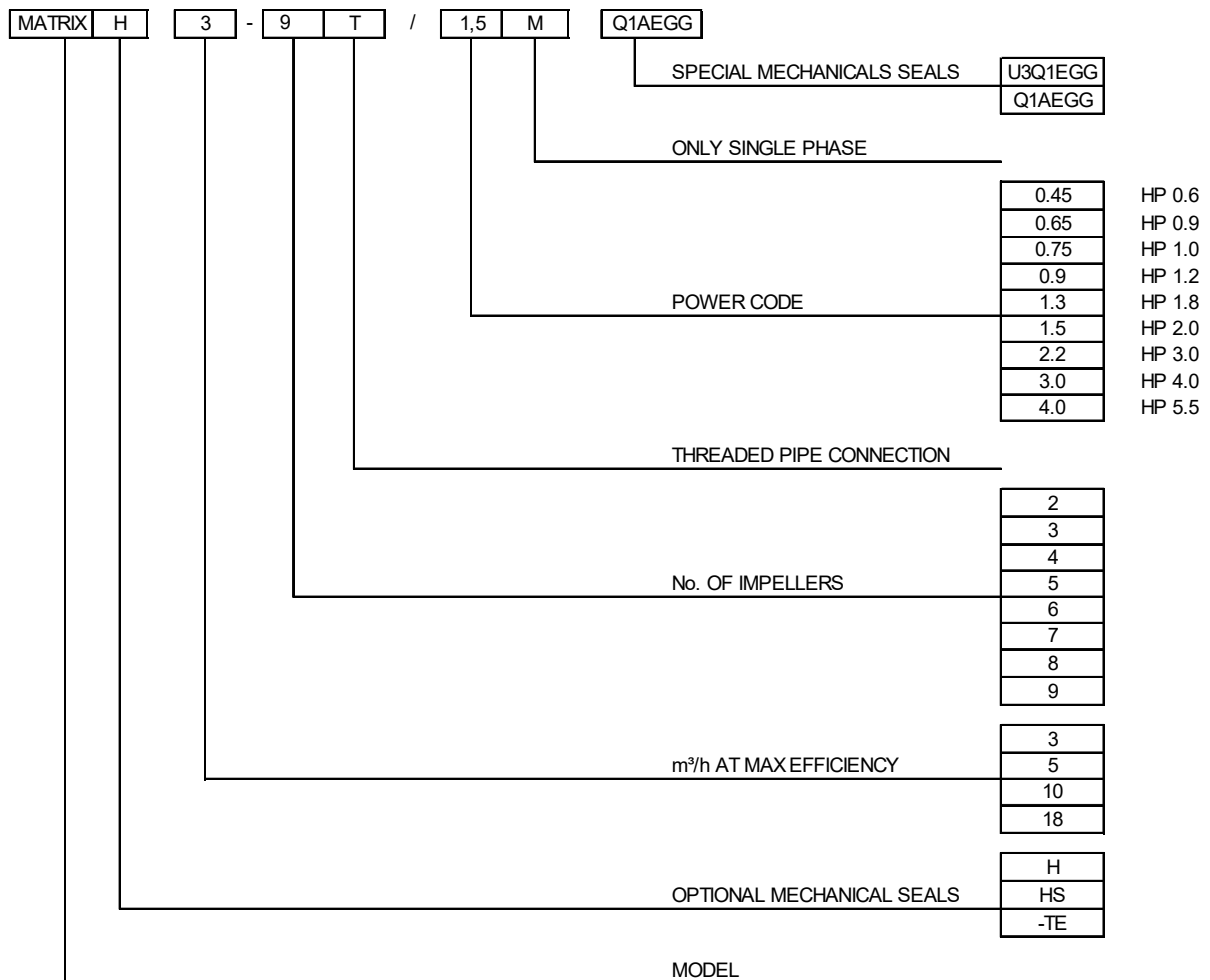 MATRIX H 3 - 9 T / 1,5 M Q1AEGG
SPECIAL MECHANICALS SEALS U3Q1EGG
Q1AEGG
ONLY SINGLE PHASE
0.45 HP 0.6
0.65 HP 0.9
0.75 HP 1.0
0.9 HP 1.2
POWER CODE 1.3 HP 1.8
1.5 HP 2.0
2.2 HP 3.0
3.0 HP 4.0
4.0 HP 5.5
THREADED PIPE CONNECTION
2
3
4
No. OF IMPELLERS 5
6
7
8
9
3
m³/h AT MAX EFFICIENCY 5
10
18
H
OPTIONAL MECHANICAL SEALS HS
-TE
MODEL